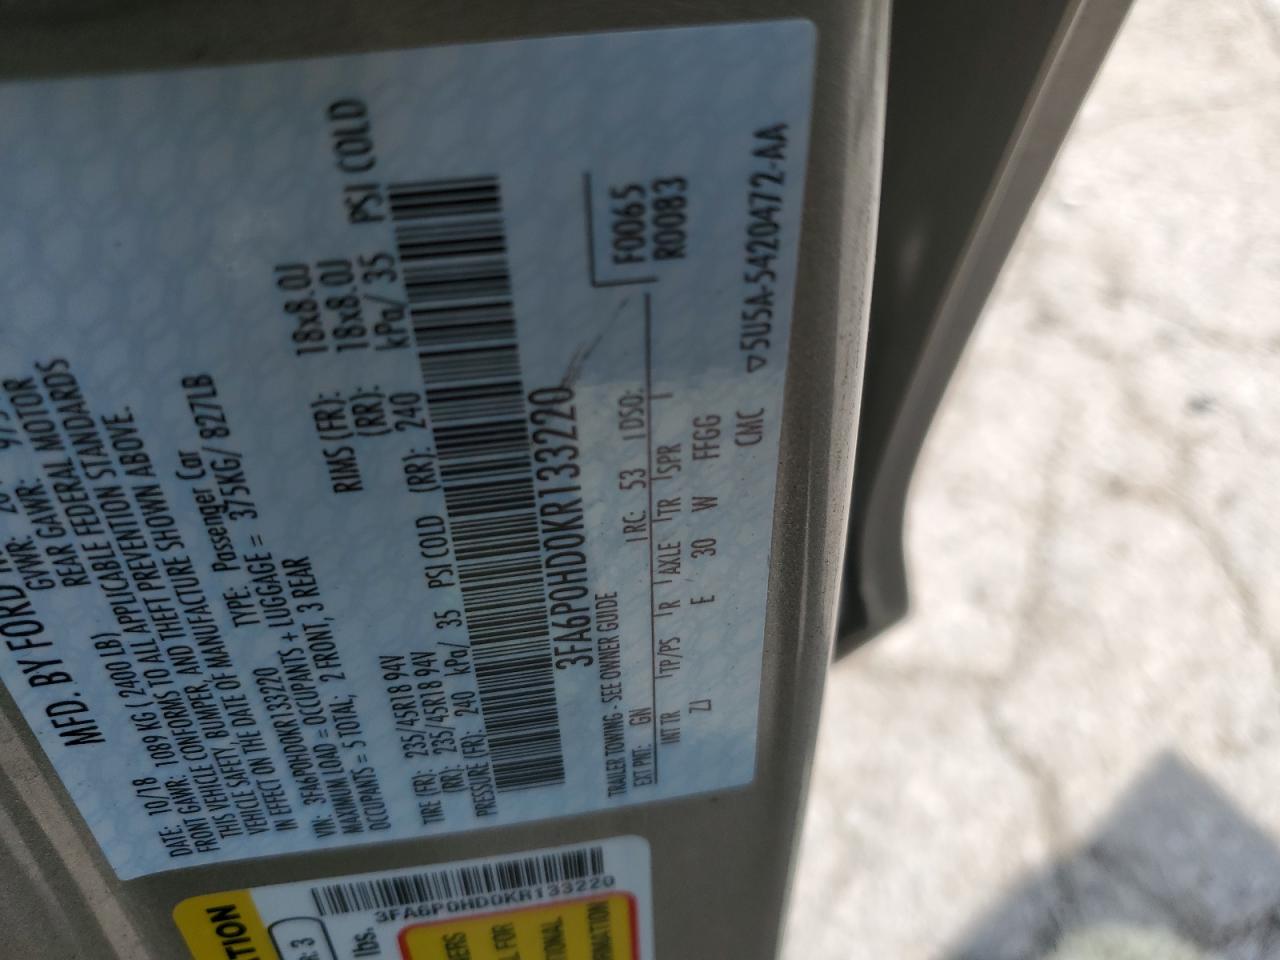 MFD. BY FORD
DATE: 10/18 GVWR:
FRONT GAWR: 1089 KG ( 2400 LB) REAR GAWR: MOTOR
THIS VEHICLE CONFORMS TO ALL APPLICABLE FEDERAL MOTOR
VEHICLE SAFETY, BUMPER, AND THEFT PREVENTION STANDARDS
IN EFFECT ON THE DATE OF MANUFACTURE SHOWN ABOVE.
VIN: 3FA6P0HD0KR133220 TYPE: Passenger Car
MAXIMUM LOAD = OCCUPANTS + LUGGAGE = 375KG/ 827LB
OCCUPANTS = 5 TOTAL; 2 FRONT, 3 REAR
TIRE (FR): 235/45R18 94V RIMS (FR): 18x8.0J
(RR): 235/45R18 94V (RR): 18x8.0J
PRESSURE (FR): 240 kPa/ 35 PSI COLD (RR): 240 kPa/ 35 PSI COLD
3FA6P0HD0KR133220
F0065
R0083
TRAILER TOWING - SEE OWNER GUIDE
EXT PNT: GN RC: 53 DSO:
INT TR TP/PS R AXLE TR SPR
ZJ E 30 W FFGG
CMC ▽5U5A-5420472-AA
3FA6P0HD0KR133220
lbs.